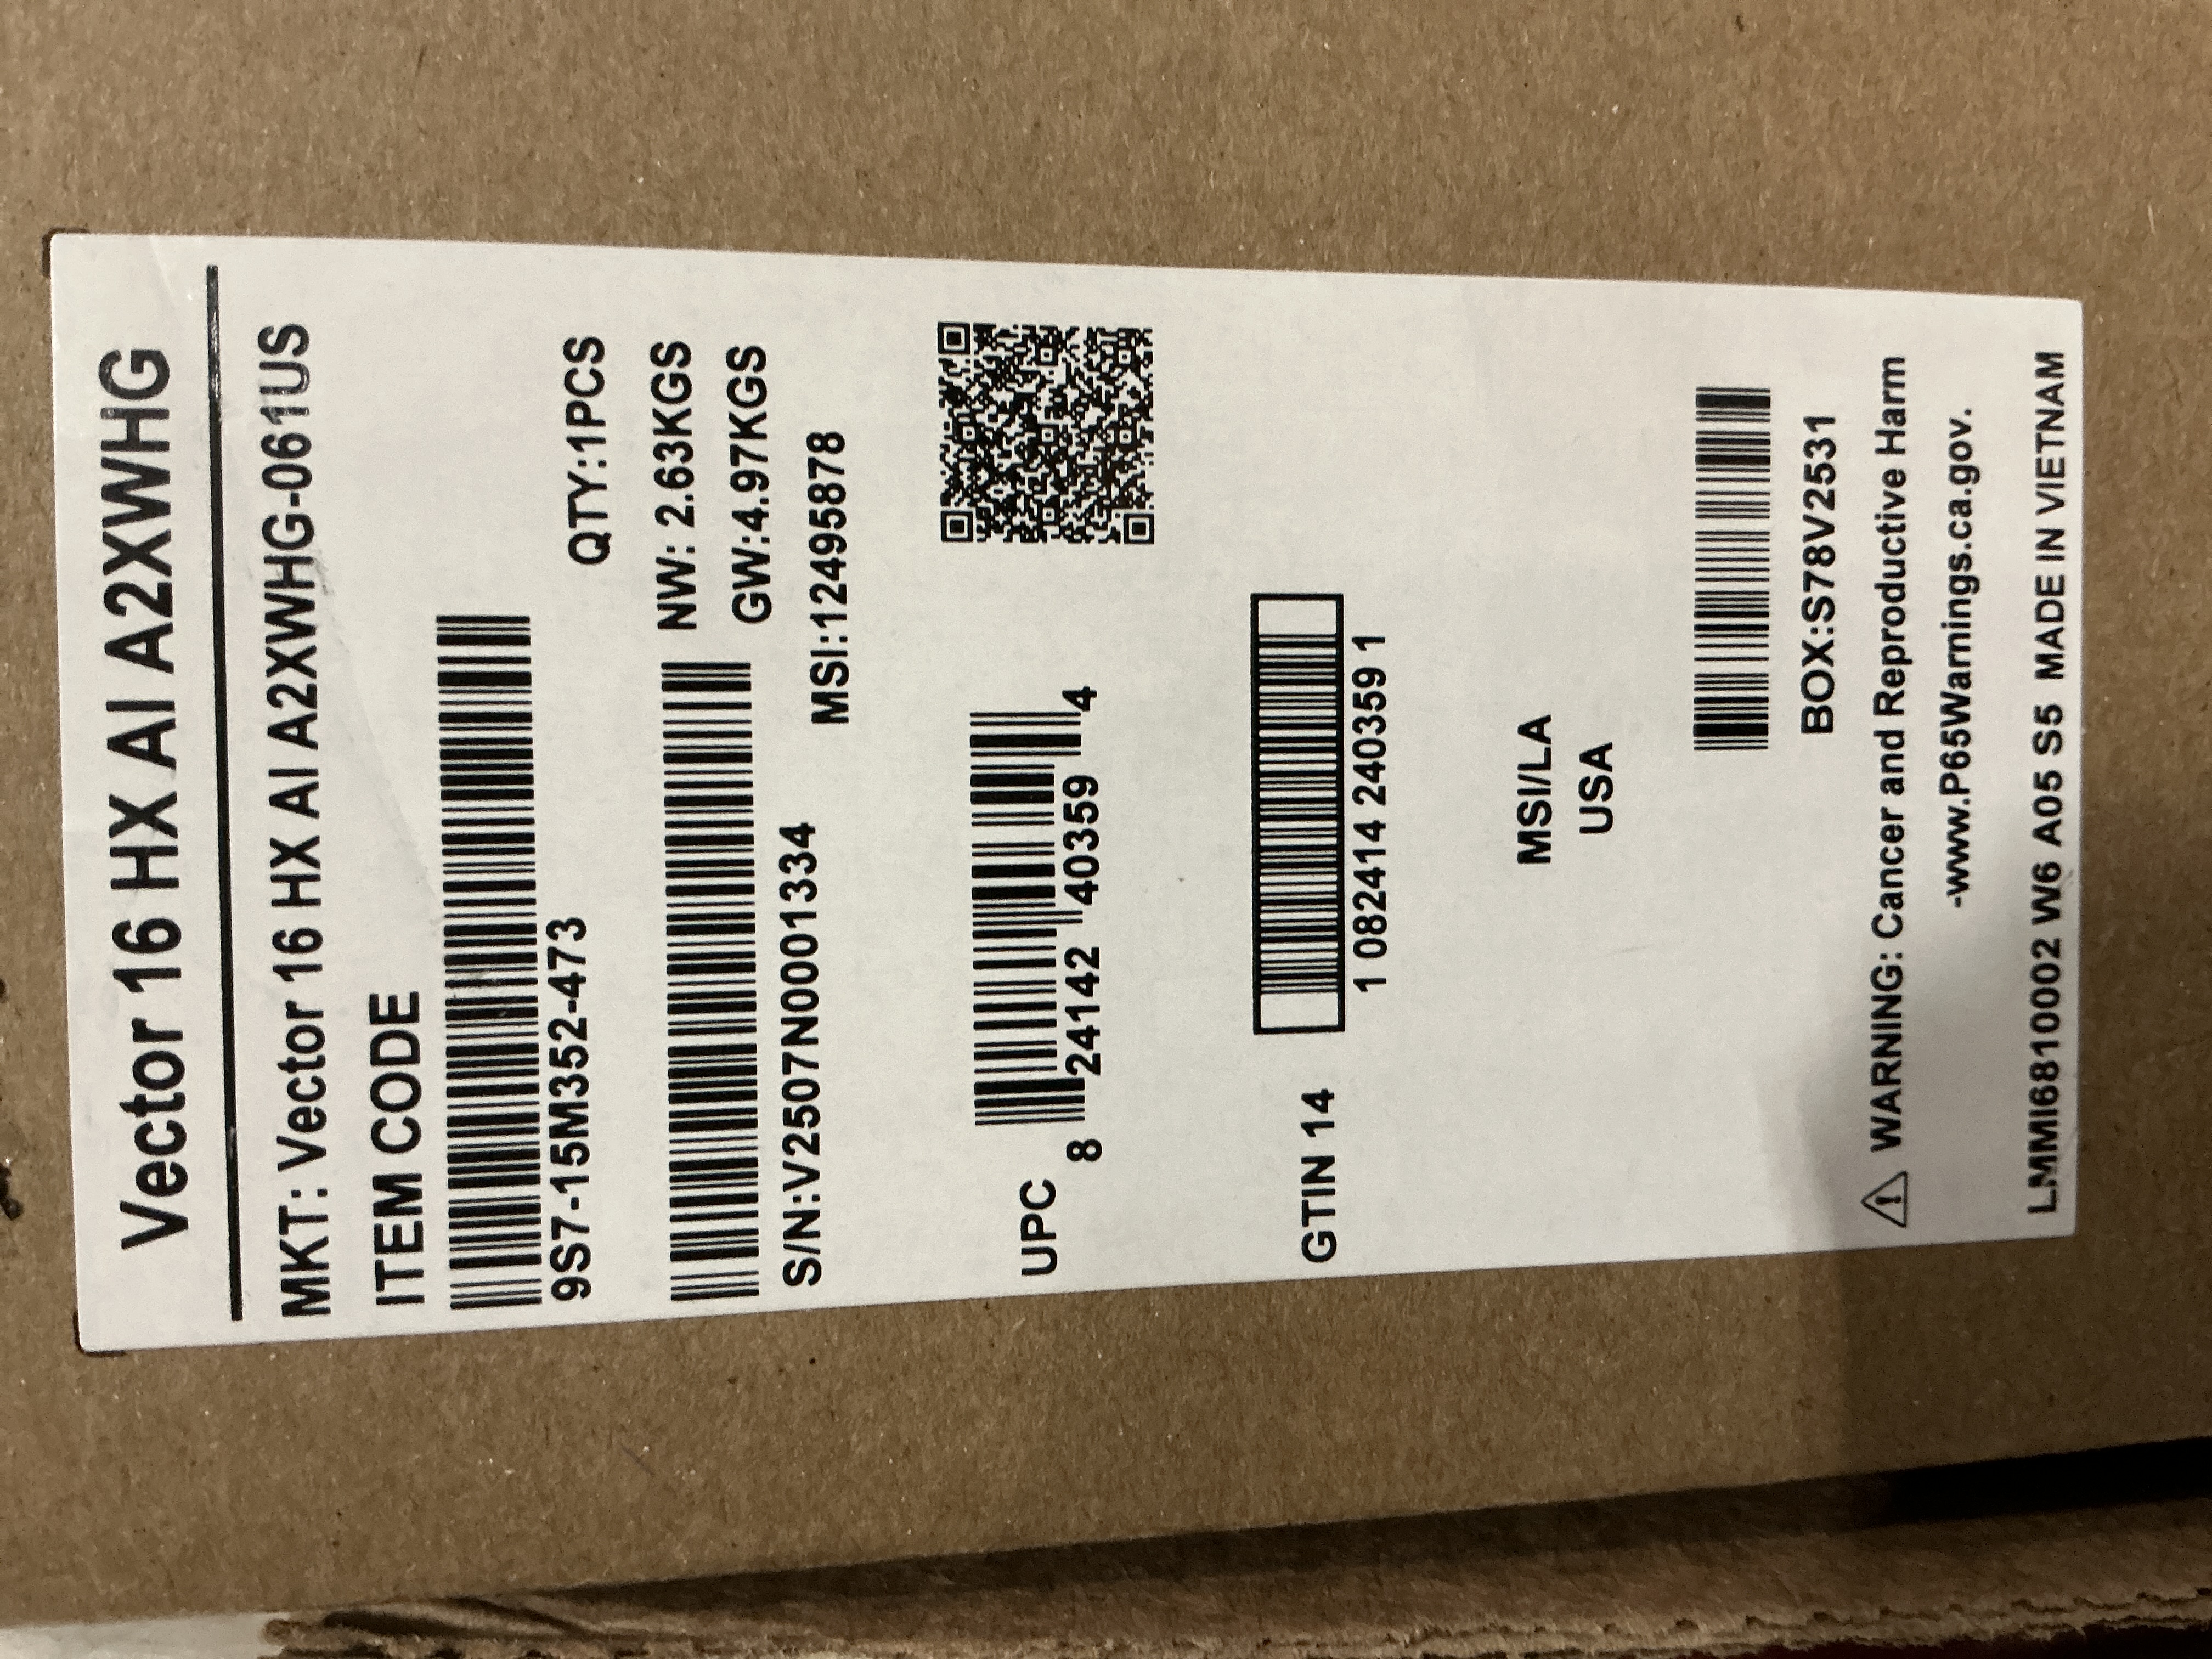 Vector 16 HX AI A2XWHG
MKT: Vector 16 HX AI A2XWHG-061US
ITEM CODE
9S7-15M352-473
QTY:1PCS
NW: 2.63KGS
GW:4.97KGS
S/N:V2507N0001334
MSI:12495878
UPC
8 24142 40359 4
GTIN 14
1 082414 240359 1
MSI/LA
USA
BOX:S78V2531
⚠ WARNING: Cancer and Reproductive Harm
-www.P65Warnings.ca.gov.
LMMI6810002 W6 A05 S5 MADE IN VIETNAM